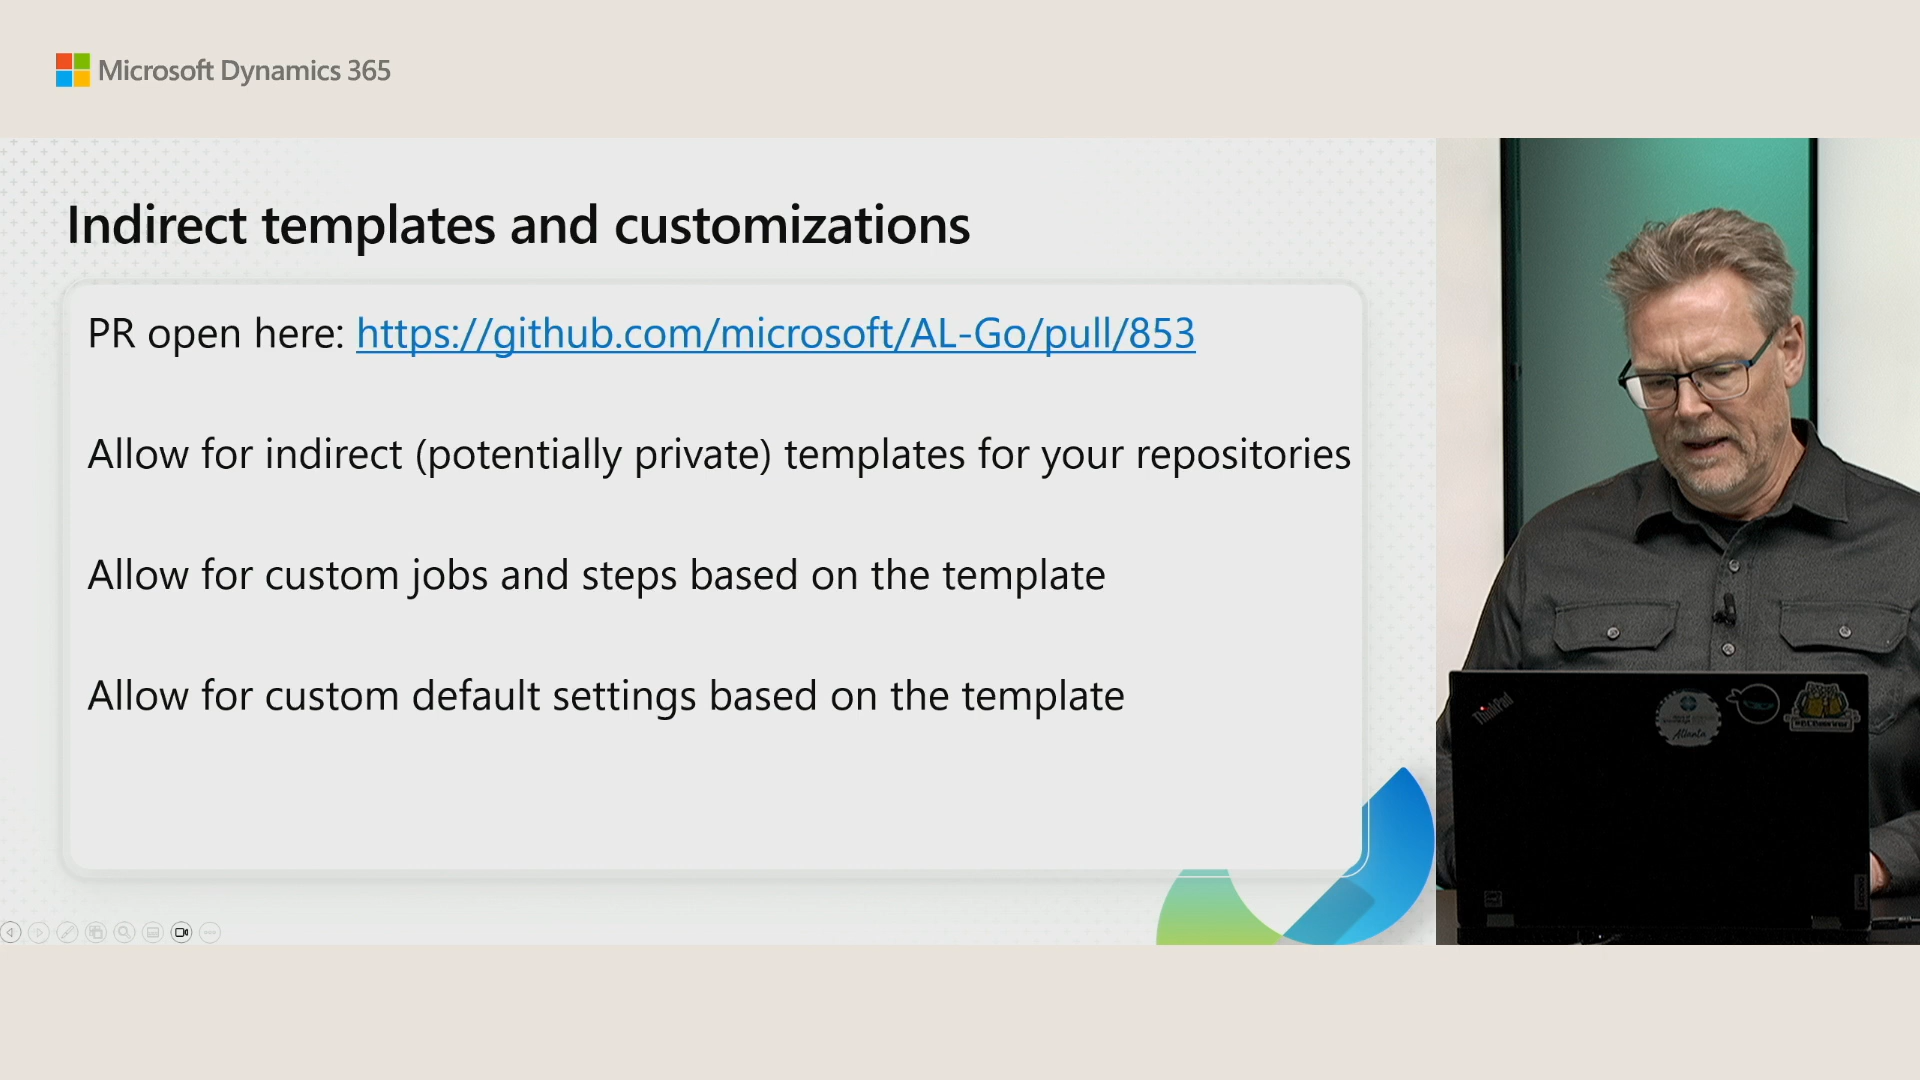 Microsoft Dynamics 365
Indirect templates and customizations
PR open here: https://github.com/microsoft/AL-Go/pull/853
Allow for indirect (potentially private) templates for your repositories
Allow for custom jobs and steps based on the template
Allow for custom default settings based on the template
ThinkPad
Atlanta